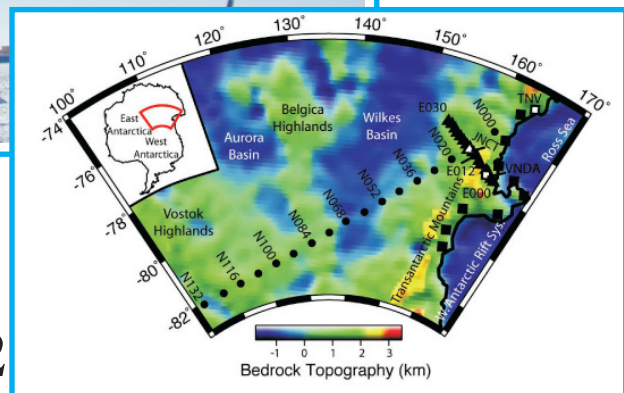 100°
110°
120°
130°
140°
150°
160°
170°
-74°
-76°
-78°
-80°
-82°
East
Antarctica
West
Antarctica
Aurora
Basin
Belgica
Highlands
Wilkes
Basin
Vostok
Highlands
E030
N000
TNV
JNCT
N020
E012
VNDA
E000
N036
N052
N068
N084
N100
N116
N132
Ross Sea
Transantarctic Mountains
W. Antarctic Rift Sys.
-1 0 1 2 3
Bedrock Topography (km)